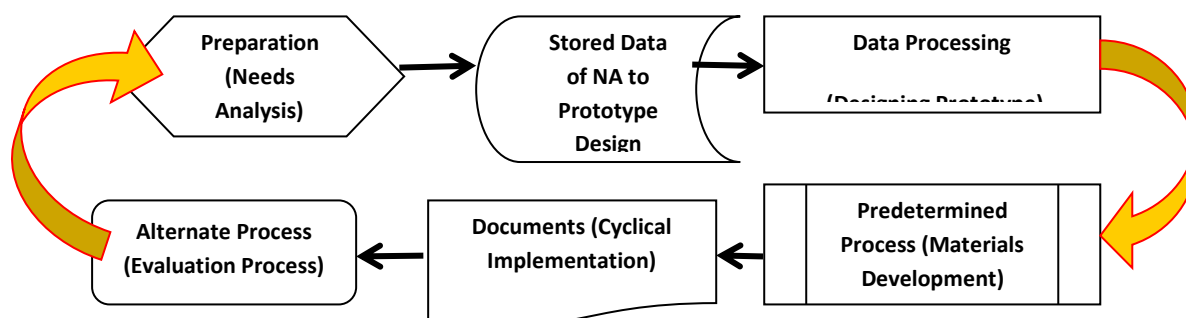 Preparation
(Needs
Analysis)
Stored Data
of NA to
Prototype
Design
Data Processing
(Designing Prototype)
Predetermined
Process (Materials
Development)
Documents (Cyclical
Implementation)
Alternate Process
(Evaluation Process)